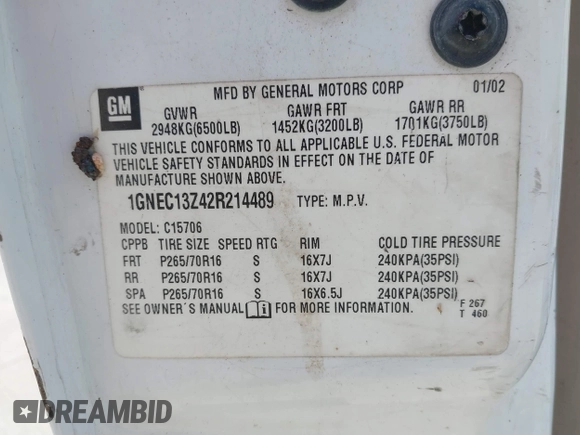 GM
MFD BY GENERAL MOTORS CORP 01/02
GVWR GAWR FRT GAWR RR
2948KG(6500LB) 1452KG(3200LB) 1701KG(3750LB)
THIS VEHICLE CONFORMS TO ALL APPLICABLE U.S. FEDERAL MOTOR
VEHICLE SAFETY STANDARDS IN EFFECT ON THE DATE OF
MANUFACTURE SHOWN ABOVE.
1GNEC13Z42R214489 TYPE: M.P.V.
MODEL: C15706
CPPB TIRE SIZE SPEED RTG RIM COLD TIRE PRESSURE
FRT P265/70R16 S 16X7J 240KPA(35PSI)
RR P265/70R16 S 16X7J 240KPA(35PSI)
SPA P265/70R16 S 16X6.5J 240KPA(35PSI)
SEE OWNER´S MANUAL FOR MORE INFORMATION.
F 267
T 460
DREAMBID